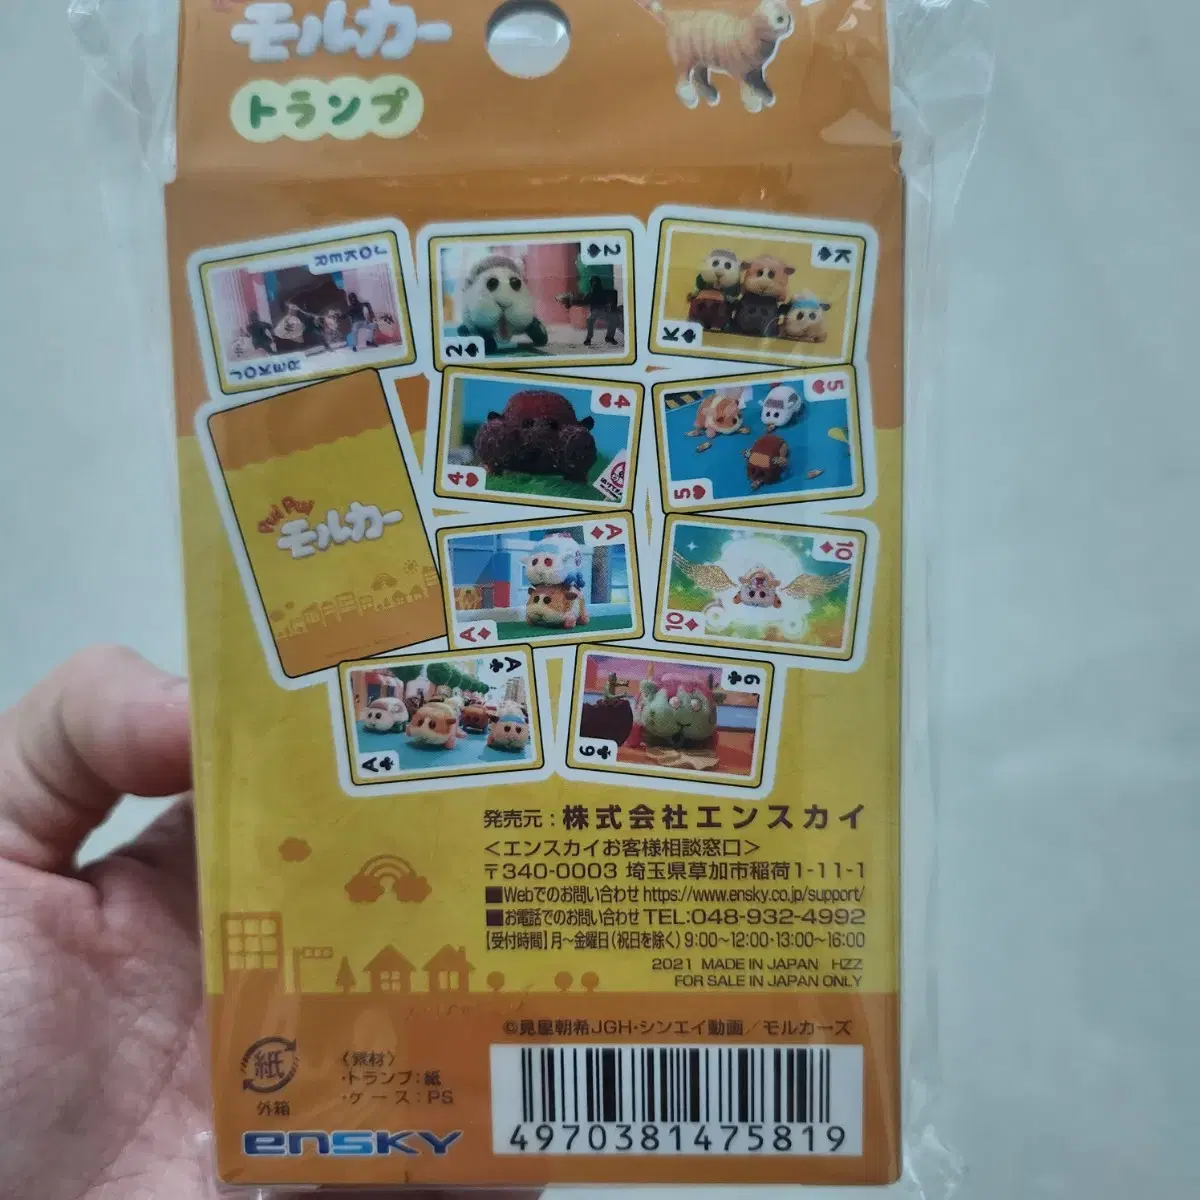 モルカー
トランプ
JOKER
JOKER
2
2
K
K
4
4
5
5
PUI PUI
モルカー
A
A
10
10
A
A
6
6
発売元:株式会社エンスカイ
<エンスカイお客様相談窓口>
〒340-0003 埼玉県草加市稲荷1-11-1
■Webでのお問い合わせ https://www.ensky.co.jp/support/
■お電話でのお問い合わせ TEL:048-932-4992
【受付時間】月~金曜日(祝日を除く)9:00~12:00・13:00~16:00
2021 MADE IN JAPAN HZZ
FOR SALE IN JAPAN ONLY
©見里朝希JGH・シンエイ動画/モルカーズ
紙
外箱
〈素材〉
・トランプ:紙
・ケース:PS
ensky
4970381475819